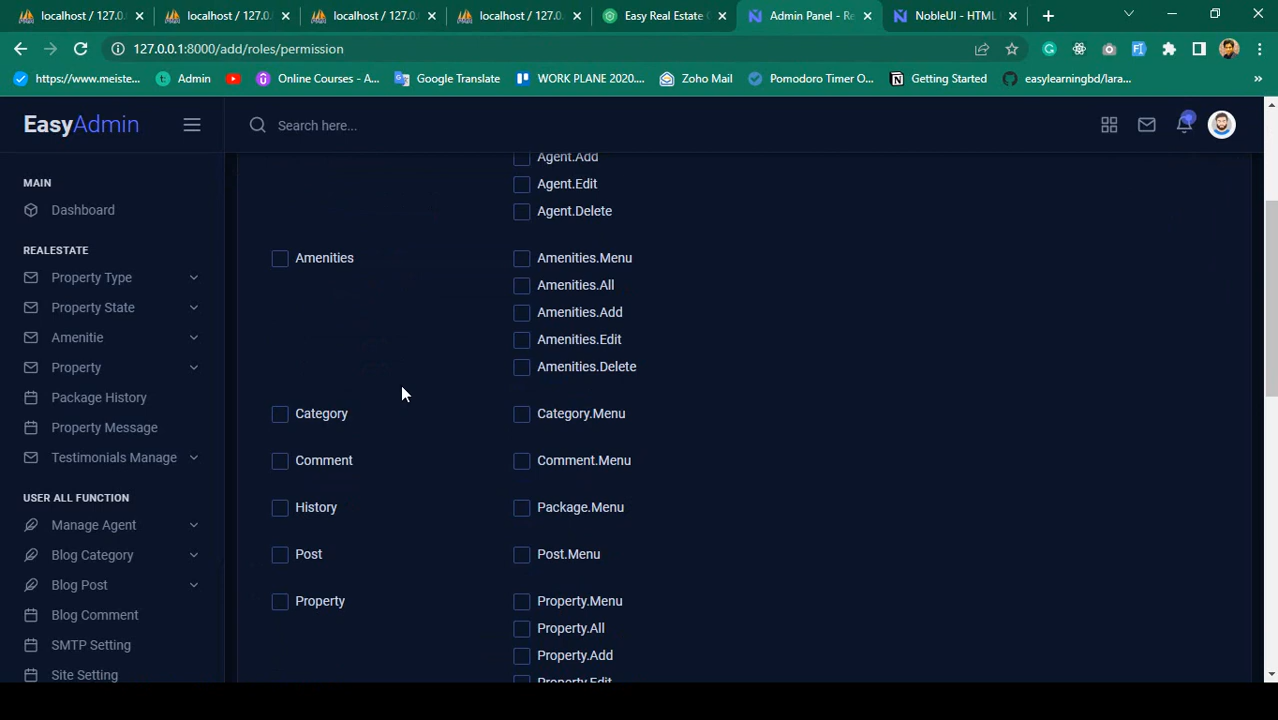 localhost / 127.0.
localhost / 127.0.
localhost / 127.0.
localhost / 127.0.
Easy Real Estate
Admin Panel - Re
NobleUI - HTML
127.0.0.1:8000/add/roles/permission
https://www.meiste...
Admin
Online Courses - A...
Google Translate
WORK PLANE 2020....
Zoho Mail
Pomodoro Timer O...
Getting Started
easylearningbd/lara...
EasyAdmin
Search here...
MAIN
Dashboard
REALESTATE
Property Type
Property State
Amenitie
Property
Package History
Property Message
Testimonials Manage
USER ALL FUNCTION
Manage Agent
Blog Category
Blog Post
Blog Comment
SMTP Setting
Site Setting
Agent.Add
Agent.Edit
Agent.Delete
Amenities
Amenities.Menu
Amenities.All
Amenities.Add
Amenities.Edit
Amenities.Delete
Category
Category.Menu
Comment
Comment.Menu
History
Package.Menu
Post
Post.Menu
Property
Property.Menu
Property.All
Property.Add
Property.Edit